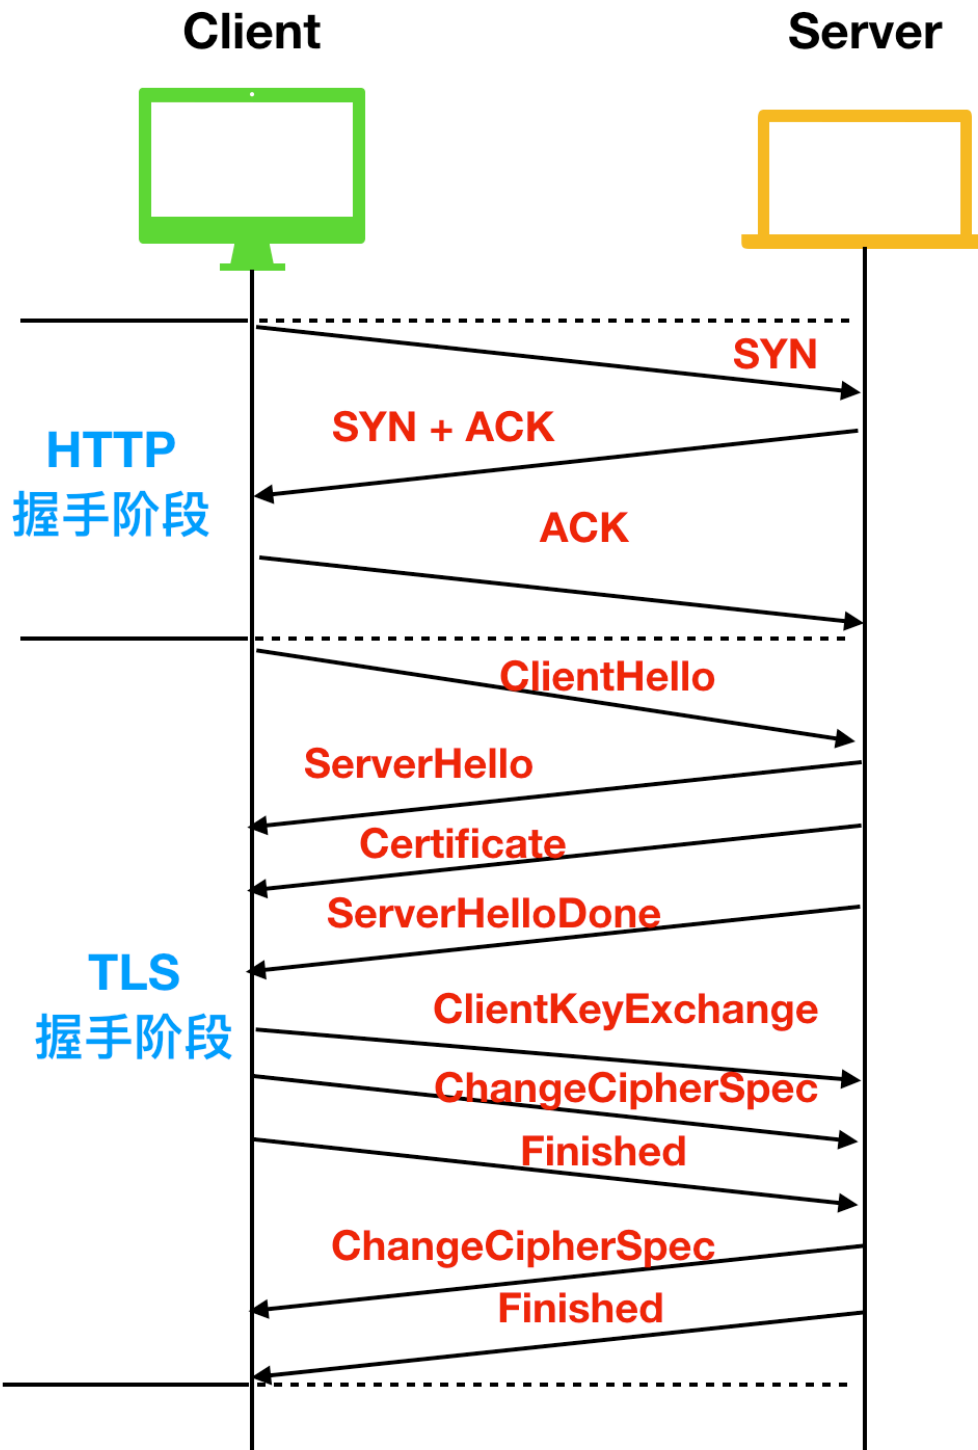 Client
Server
SYN
SYN + ACK
HTTP
握手阶段
ACK
ClientHello
ServerHello
Certificate
ServerHelloDone
TLS
握手阶段
ClientKeyExchange
ChangeCipherSpec
Finished
ChangeCipherSpec
Finished